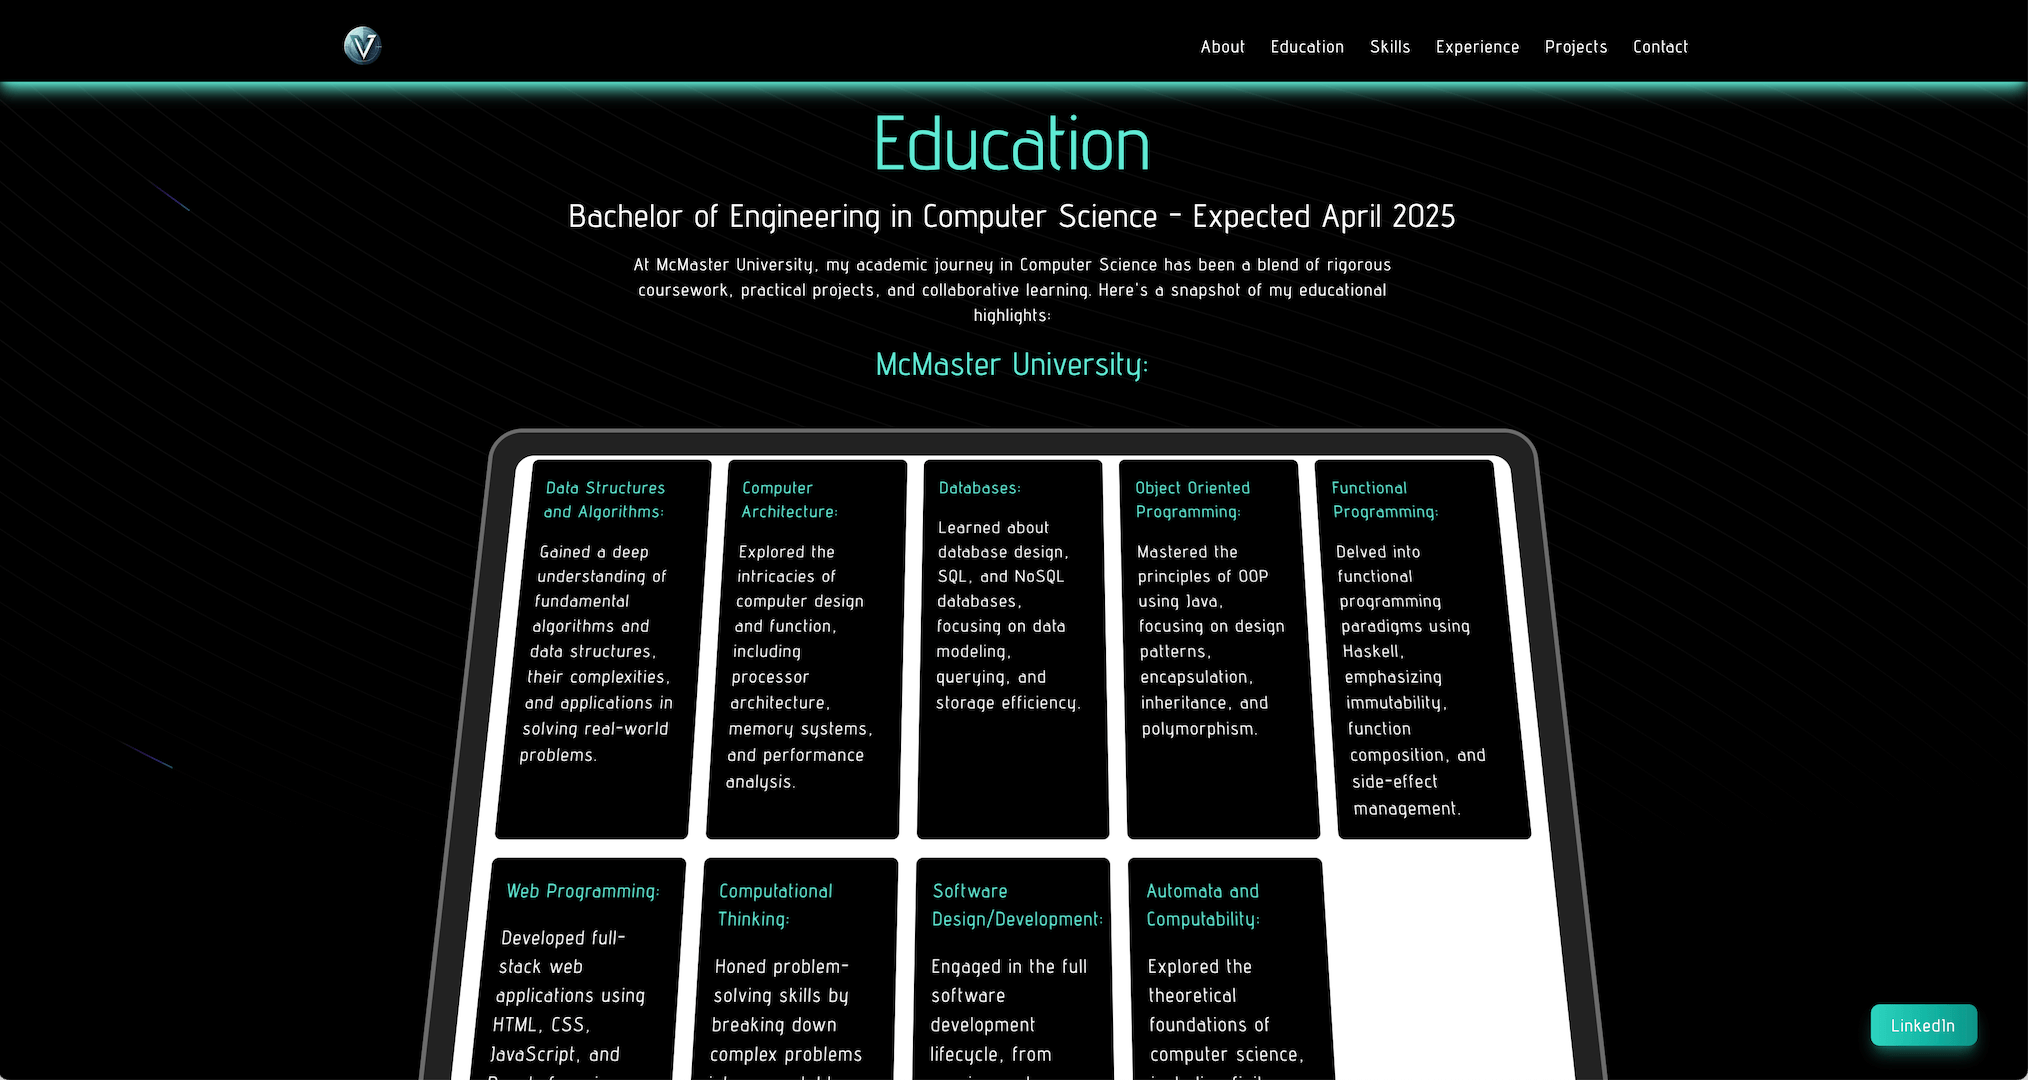 About Education Skills Experience Projects Contact
Education
Bachelor of Engineering in Computer Science - Expected April 2025
At McMaster University, my academic journey in Computer Science has been a blend of rigorous
coursework, practical projects, and collaborative learning. Here's a snapshot of my educational
highlights:
McMaster University:
Data Structures
and Algorithms:
Gained a deep
understanding of
fundamental
algorithms and
data structures,
their complexities,
and applications in
solving real-world
problems.
Computer
Architecture:
Explored the
intricacies of
computer design
and function,
including
processor
architecture,
memory systems,
and performance
analysis.
Databases:
Learned about
database design,
SQL, and NoSQL
databases,
focusing on data
modeling,
querying, and
storage efficiency.
Object Oriented
Programming:
Mastered the
principles of OOP
using Java,
focusing on design
patterns,
encapsulation,
inheritance, and
polymorphism.
Functional
Programming:
Delved into
functional
programming
paradigms using
Haskell,
emphasizing
immutability,
function
composition, and
side-effect
management.
Web Programming:
Developed full-
stack web
applications using
HTML, CSS,
JavaScript, and
Computational
Thinking:
Honed problem-
solving skills by
breaking down
complex problems
Software
Design/Development:
Engaged in the full
software
development
lifecycle, from
Automata and
Computability:
Explored the
theoretical
foundations of
computer science,
LinkedIn